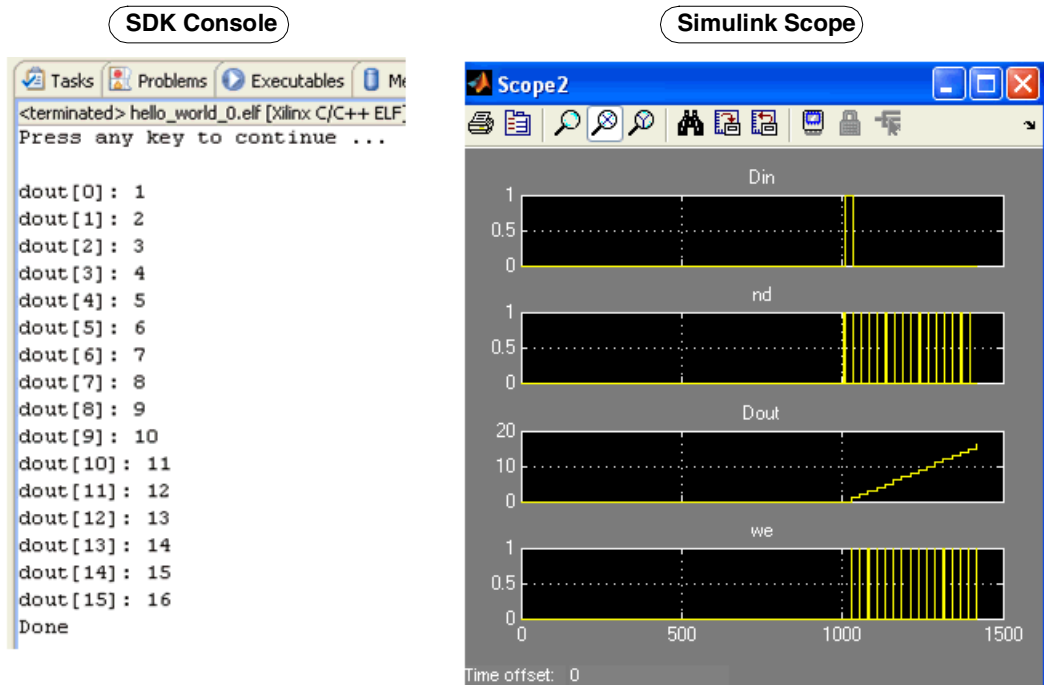 SDK Console
Tasks Problems Executables Me
<terminated> hello_world_0.elf [Xilinx C/C++ ELF]
Press any key to continue ...
dout[0]: 1
dout[1]: 2
dout[2]: 3
dout[3]: 4
dout[4]: 5
dout[5]: 6
dout[6]: 7
dout[7]: 8
dout[8]: 9
dout[9]: 10
dout[10]: 11
dout[11]: 12
dout[12]: 13
dout[13]: 14
dout[14]: 15
dout[15]: 16
Done
Simulink Scope
Scope2
Din
1
0.5
0
nd
1
0.5
0
Dout
20
10
0
we
1
0.5
0
0 500 1000 1500
Time offset: 0